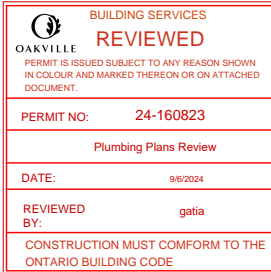 BUILDING SERVICES
OAKVILLE
REVIEWED
PERMIT IS ISSUED SUBJECT TO ANY REASON SHOWN
IN COLOUR AND MARKED THEREON OR ON ATTACHED
DOCUMENT.
PERMIT NO: 24-160823
Plumbing Plans Review
DATE: 9/6/2024
REVIEWED
BY: gatia
CONSTRUCTION MUST COMFORM TO THE
ONTARIO BUILDING CODE